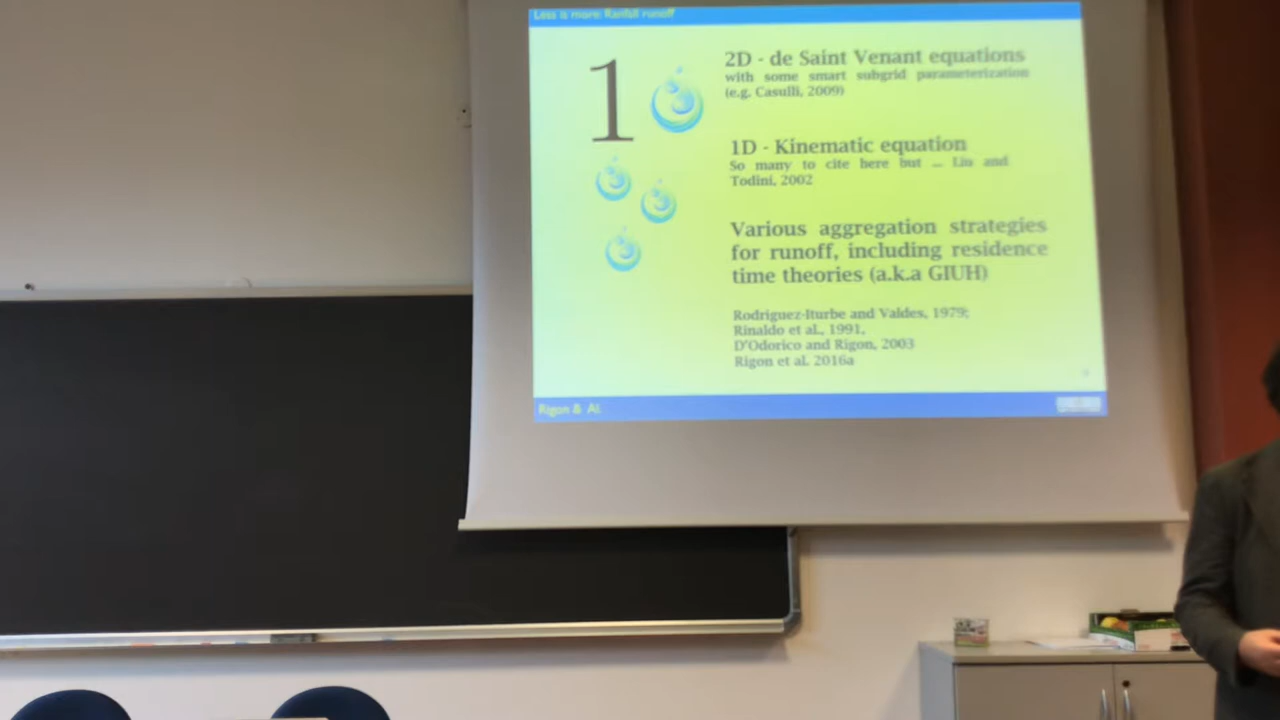 Less is more: Rainfall runoff
1
2D - de Saint Venant equations
with some smart subgrid parameterization
(e.g. Casulli, 2009)
1D - Kinematic equation
So many to cite here but ... Liu and
Todini, 2002
Various aggregation strategies
for runoff, including residence
time theories (a.k.a GIUH)
Rodriguez-Iturbe and Valdes, 1979;
Rinaldo et al., 1991,
D'Odorico and Rigon, 2003
Rigon et al. 2016a
Rigon & Al.